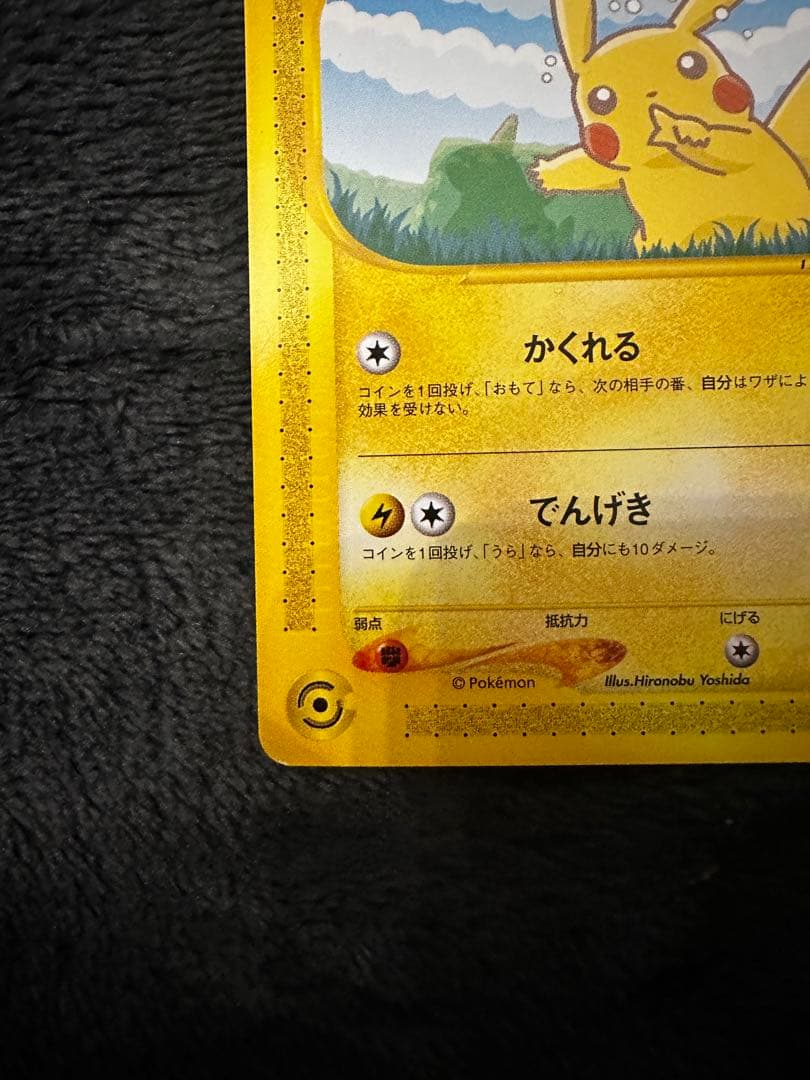 かくれる
コインを1回投げ、「おもて」なら、次の相手の番、自分はワザによ
効果を受けない。
でんげき
コインを1回投げ、「うら」なら、自分にも10ダメージ。
弱点 抵抗力 にげる
© Pokémon Illus.Hironobu Yoshida